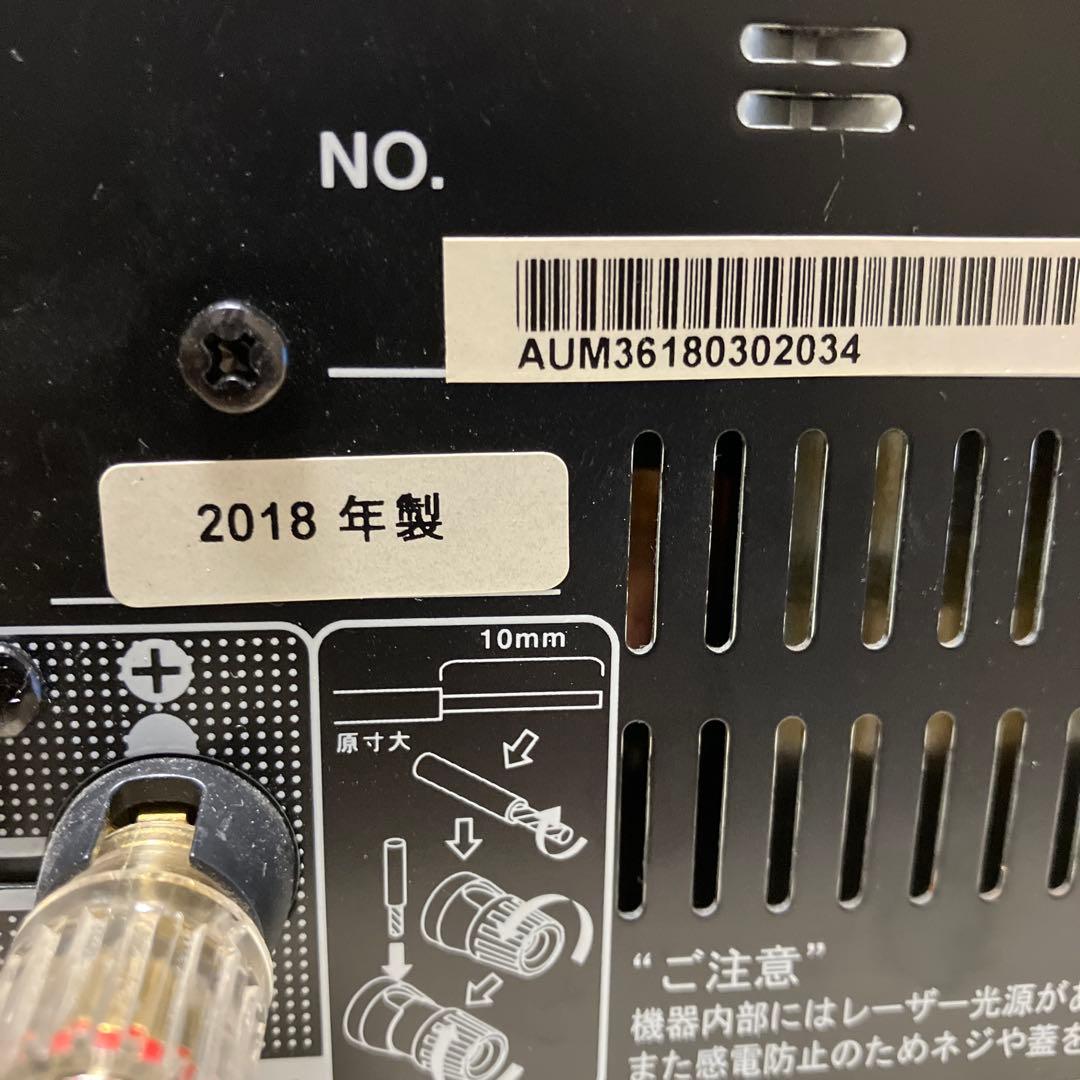 NO.
AUM36180302034
2018 年製
10mm
原寸大
“ご注意”
機器内部にはレーザー光源があ
また感電防止のためネジや蓋を